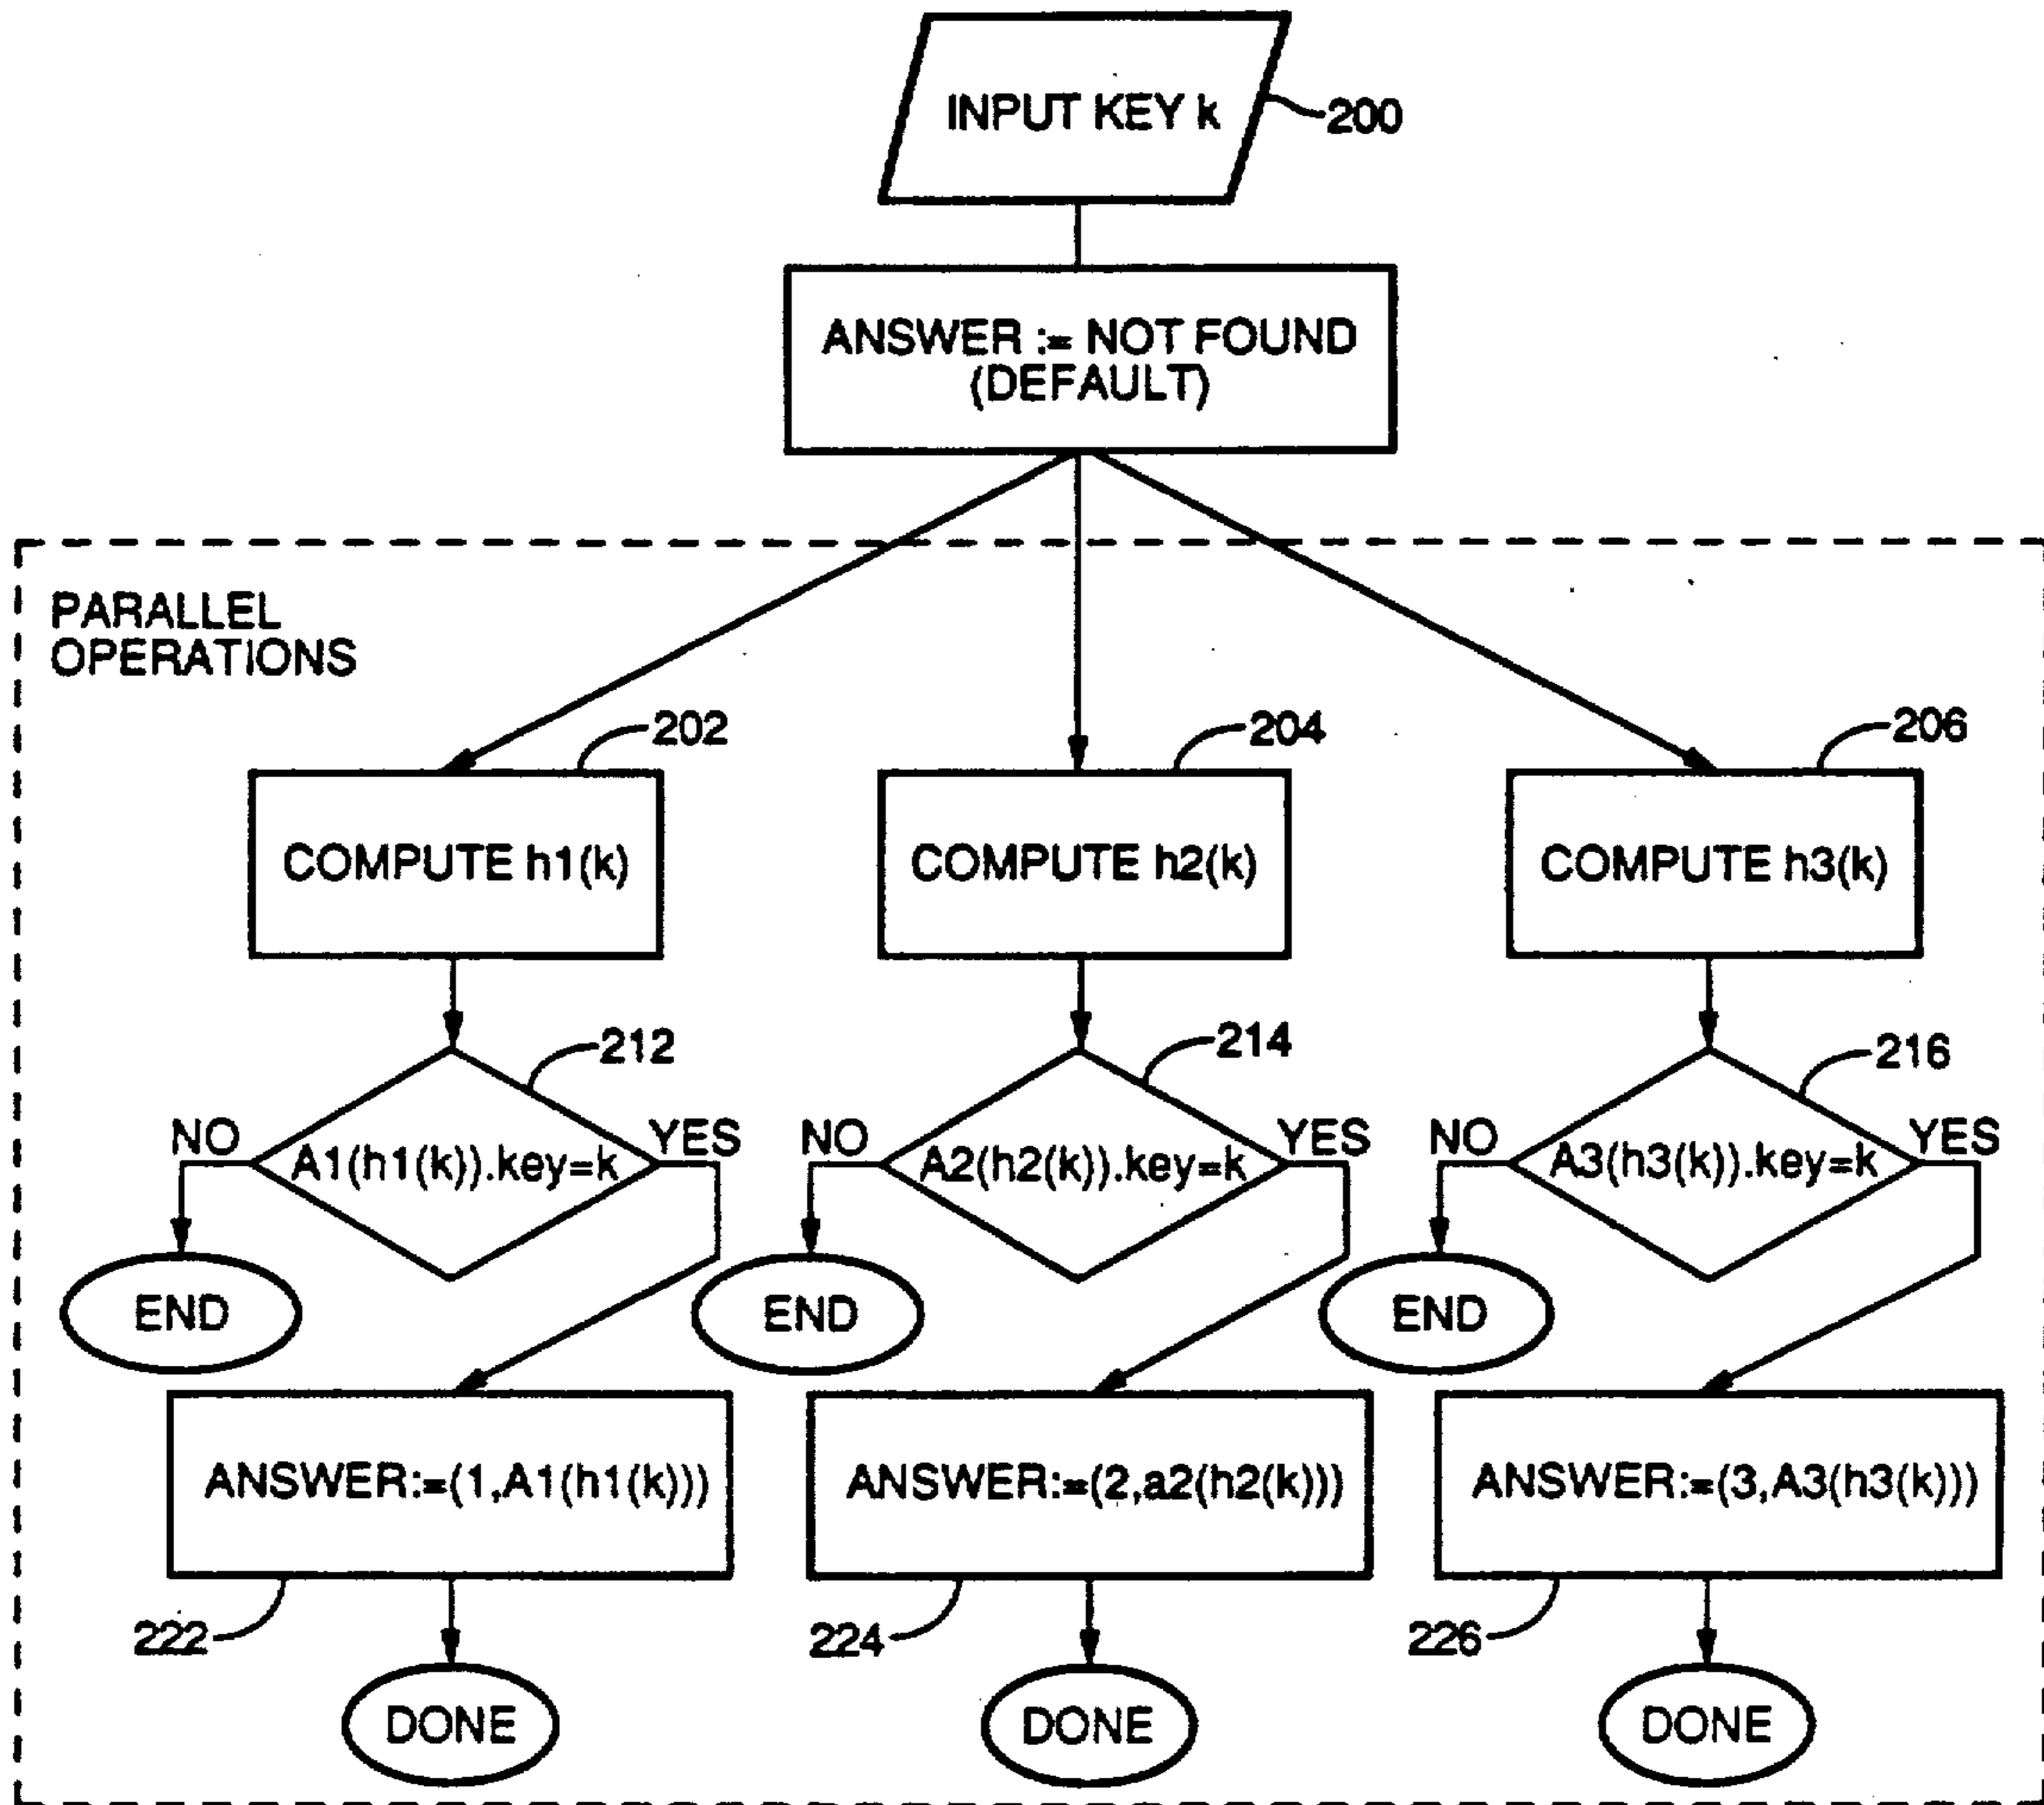 INPUT KEY k
200
ANSWER := NOT FOUND
(DEFAULT)
PARALLEL
OPERATIONS
202
204
206
COMPUTE h1(k)
COMPUTE h2(k)
COMPUTE h3(k)
212
214
216
NO
A1(h1(k)).key=k
YES
NO
A2(h2(k)).key=k
YES
NO
A3(h3(k)).key=k
YES
END
END
END
ANSWER:=(1,A1(h1(k)))
ANSWER:=(2,a2(h2(k)))
ANSWER:=(3,A3(h3(k)))
222
224
226
DONE
DONE
DONE